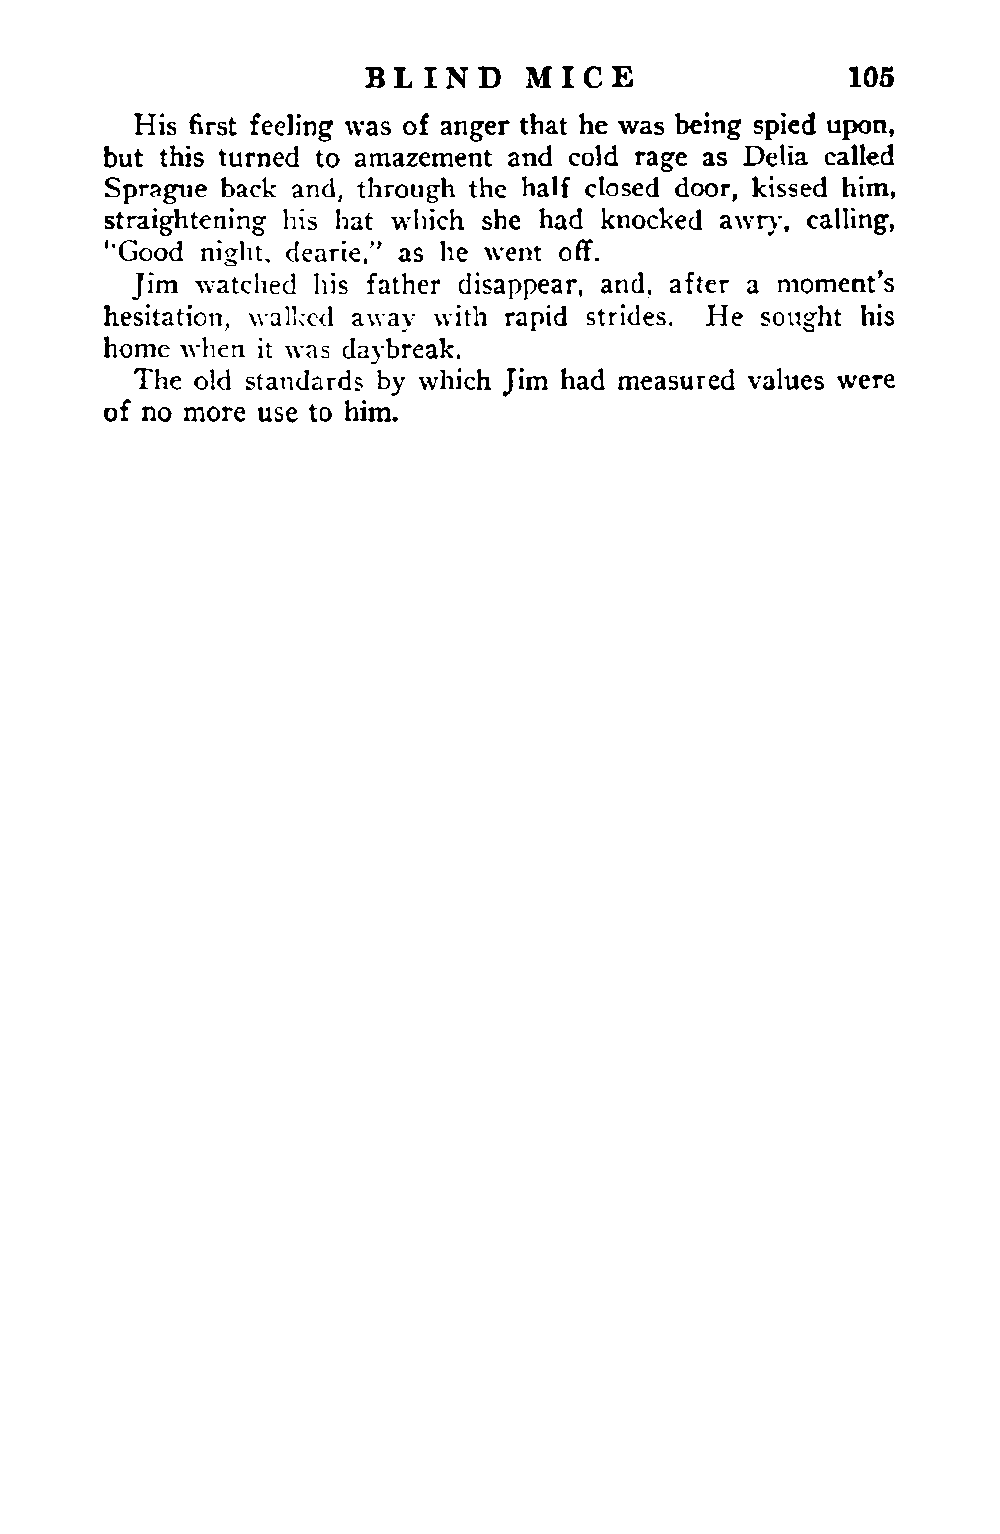 BLIND MICE 105
His first feeling was of anger that he was being spied upon,
but this turned to amazement and cold rage as Delia called
Sprague back and, through the half closed door, kissed him,
straightening his hat which she had knocked awry, calling,
"Good night, dearie," as he went off.
Jim watched his father disappear, and, after a moment's
hesitation, walked away with rapid strides. He sought his
home when it was daybreak.
The old standards by which Jim had measured values were
of no more use to him.